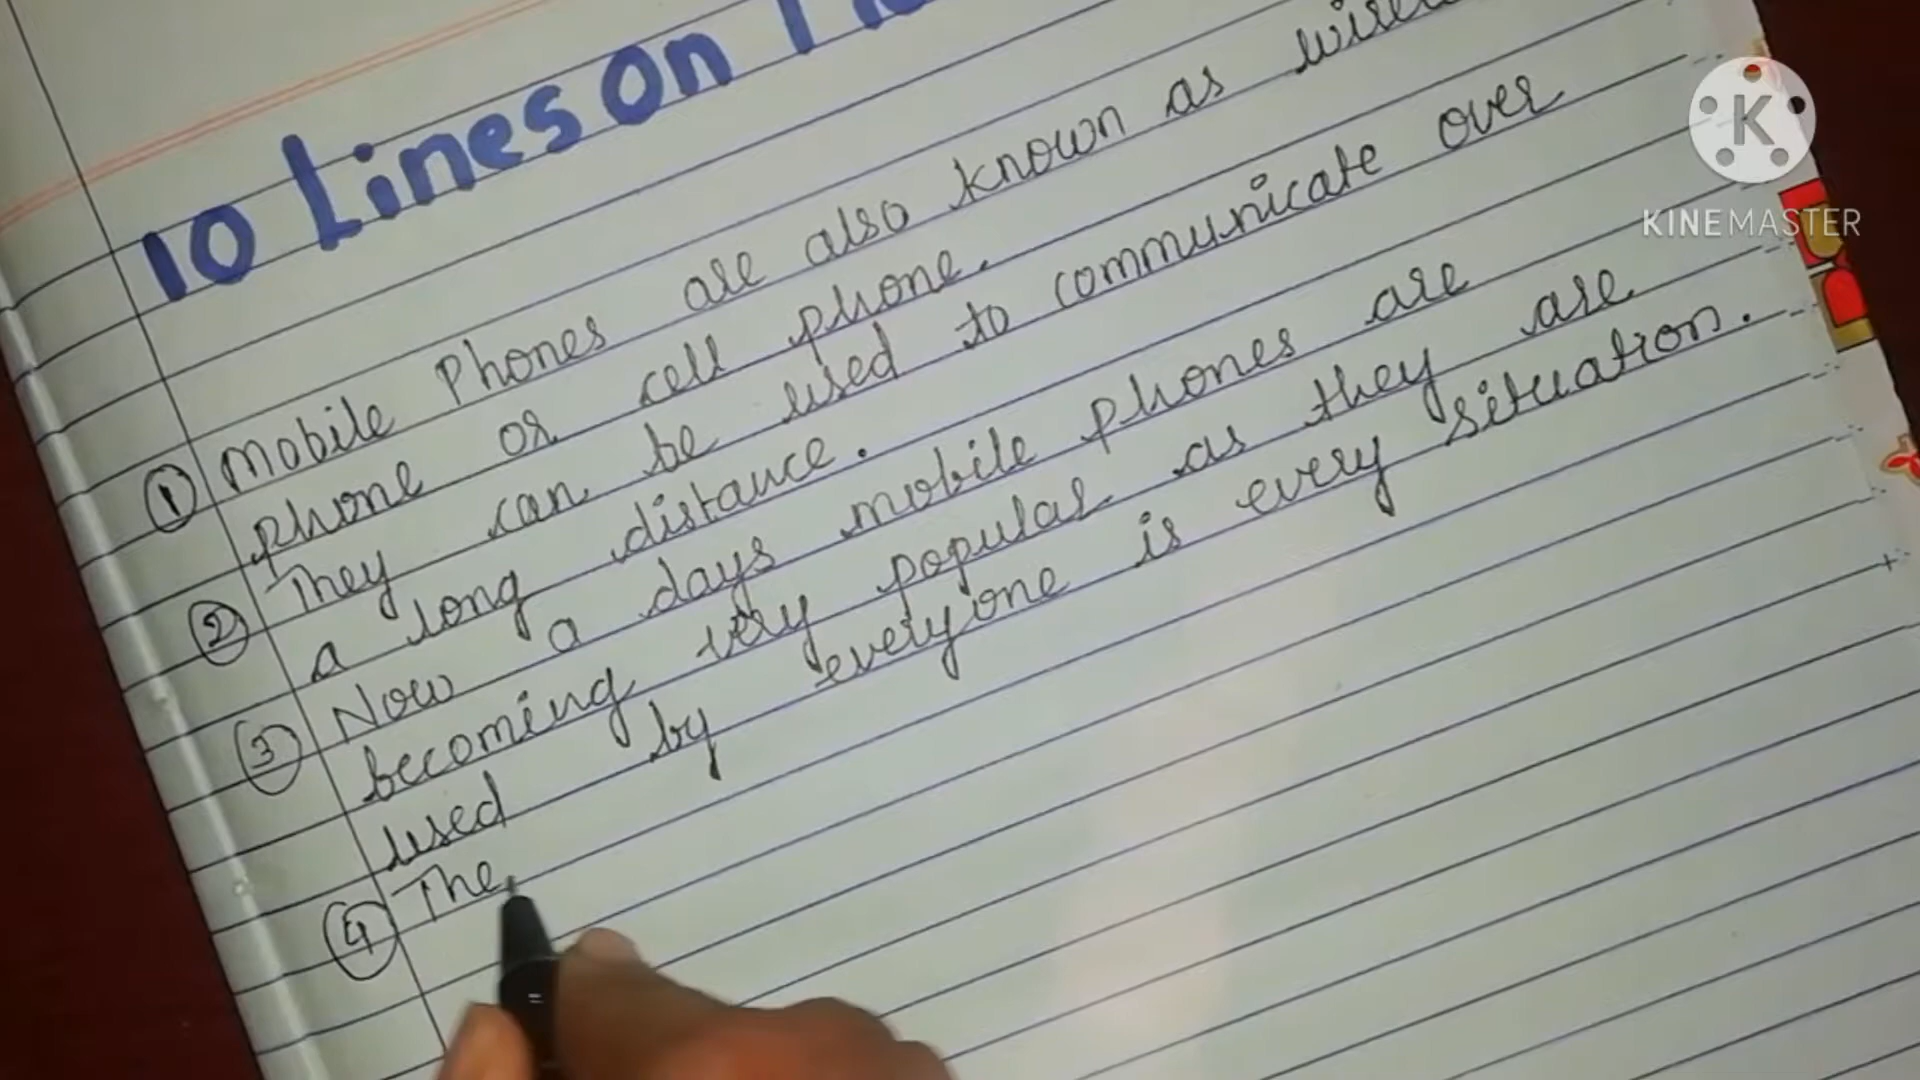 10 Lines On
① Mobile Phones are also known as
phone or cell phone.
② They can be used to communicate over
a long distance.
③ Now a days mobile phones are
becoming very popular as they are
used by everyone is every situation.
④ The
K
KINEMASTER